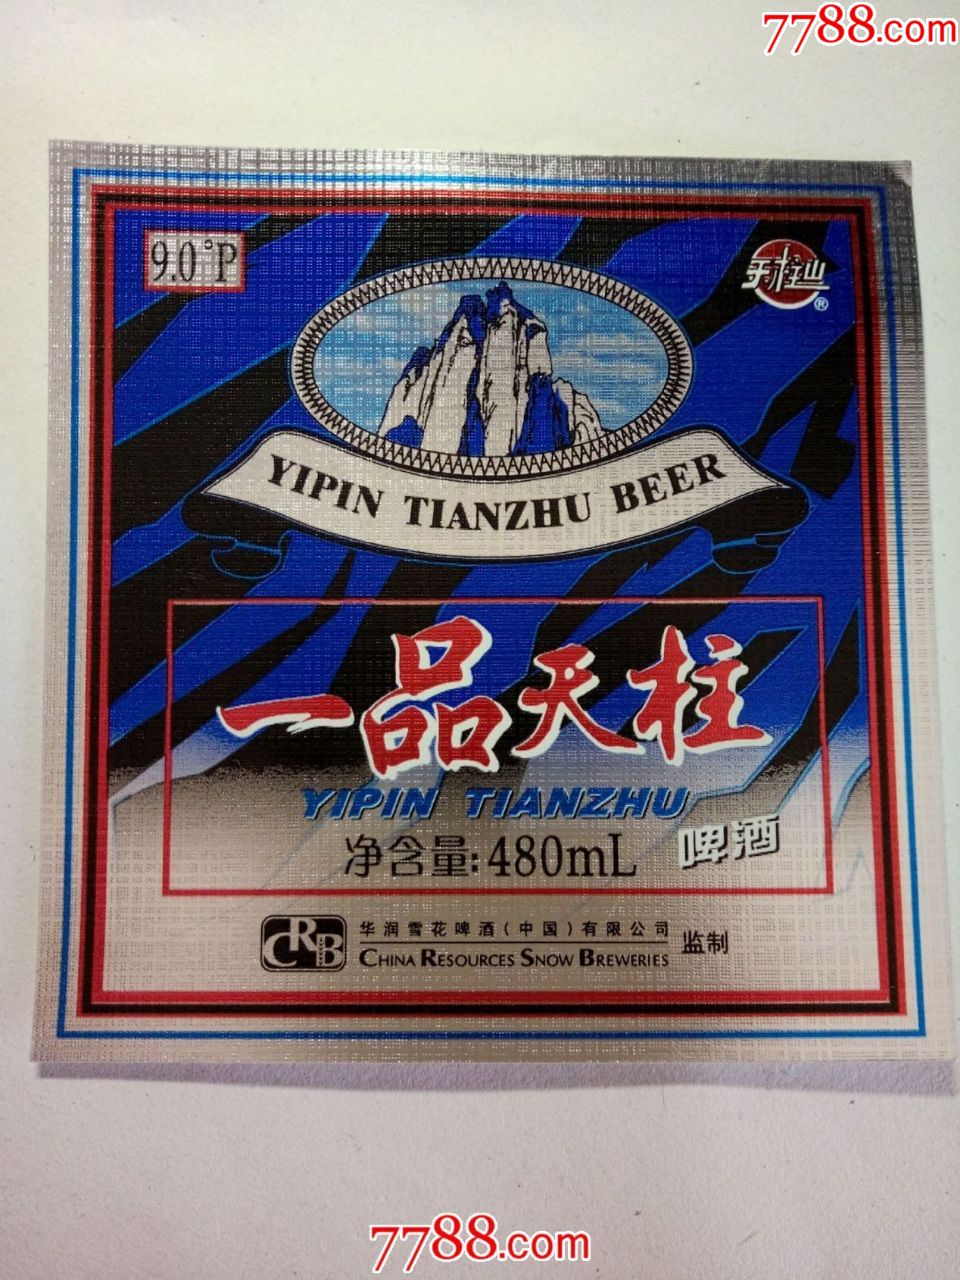 7788.com
9.0°P
天柱山
®
YIPIN TIANZHU BEER
一品天柱
YIPIN TIANZHU
净含量:480mL
啤酒
CRB
华润雪花啤酒(中国)有限公司
CHINA RESOURCES SNOW BREWERIES
监制
7788.com